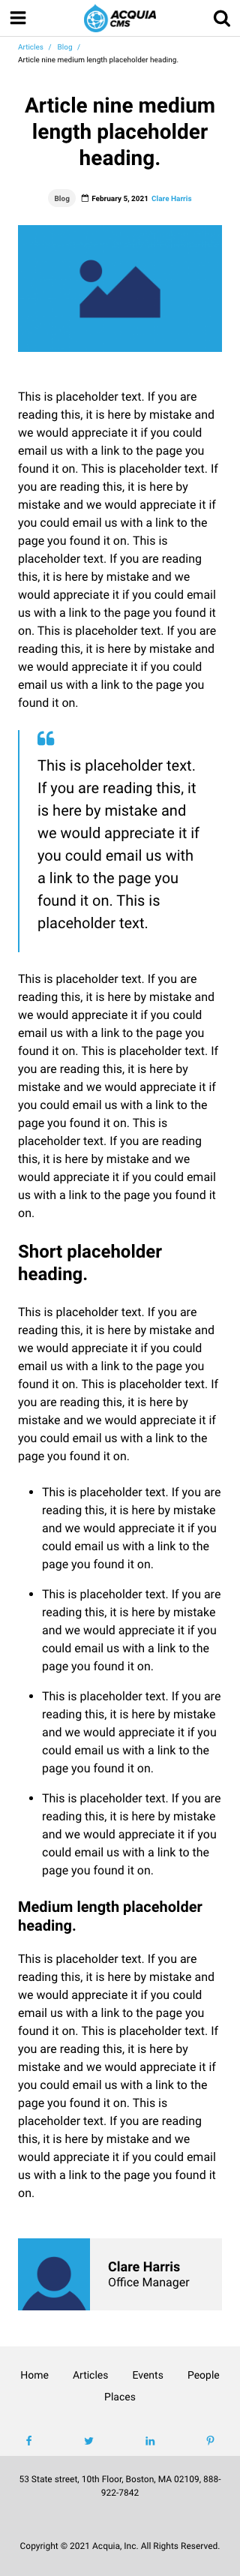 ACQUIA
CMS
Articles / Blog /
Article nine medium length placeholder heading.
Article nine medium
length placeholder
heading.
Blog February 5, 2021 Clare Harris
This is placeholder text. If you are
reading this, it is here by mistake and
we would appreciate it if you could
email us with a link to the page you
found it on. This is placeholder text. If
you are reading this, it is here by
mistake and we would appreciate it if
you could email us with a link to the
page you found it on. This is
placeholder text. If you are reading
this, it is here by mistake and we
would appreciate it if you could email
us with a link to the page you found it
on. This is placeholder text. If you are
reading this, it is here by mistake and
we would appreciate it if you could
email us with a link to the page you
found it on.
“
This is placeholder text.
If you are reading this, it
is here by mistake and
we would appreciate it if
you could email us with
a link to the page you
found it on. This is
placeholder text.
This is placeholder text. If you are
reading this, it is here by mistake and
we would appreciate it if you could
email us with a link to the page you
found it on. This is placeholder text. If
you are reading this, it is here by
mistake and we would appreciate it if
you could email us with a link to the
page you found it on. This is
placeholder text. If you are reading
this, it is here by mistake and we
would appreciate it if you could email
us with a link to the page you found it
on.
Short placeholder
heading.
This is placeholder text. If you are
reading this, it is here by mistake and
we would appreciate it if you could
email us with a link to the page you
found it on. This is placeholder text. If
you are reading this, it is here by
mistake and we would appreciate it if
you could email us with a link to the
page you found it on.
• This is placeholder text. If you are
reading this, it is here by mistake
and we would appreciate it if you
could email us with a link to the
page you found it on.
• This is placeholder text. If you are
reading this, it is here by mistake
and we would appreciate it if you
could email us with a link to the
page you found it on.
• This is placeholder text. If you are
reading this, it is here by mistake
and we would appreciate it if you
could email us with a link to the
page you found it on.
• This is placeholder text. If you are
reading this, it is here by mistake
and we would appreciate it if you
could email us with a link to the
page you found it on.
Medium length placeholder
heading.
This is placeholder text. If you are
reading this, it is here by mistake and
we would appreciate it if you could
email us with a link to the page you
found it on. This is placeholder text. If
you are reading this, it is here by
mistake and we would appreciate it if
you could email us with a link to the
page you found it on. This is
placeholder text. If you are reading
this, it is here by mistake and we
would appreciate it if you could email
us with a link to the page you found it
on.
Clare Harris
Office Manager
Home Articles Events People
Places
53 State street, 10th Floor, Boston, MA 02109, 888-
922-7842
Copyright © 2021 Acquia, Inc. All Rights Reserved.